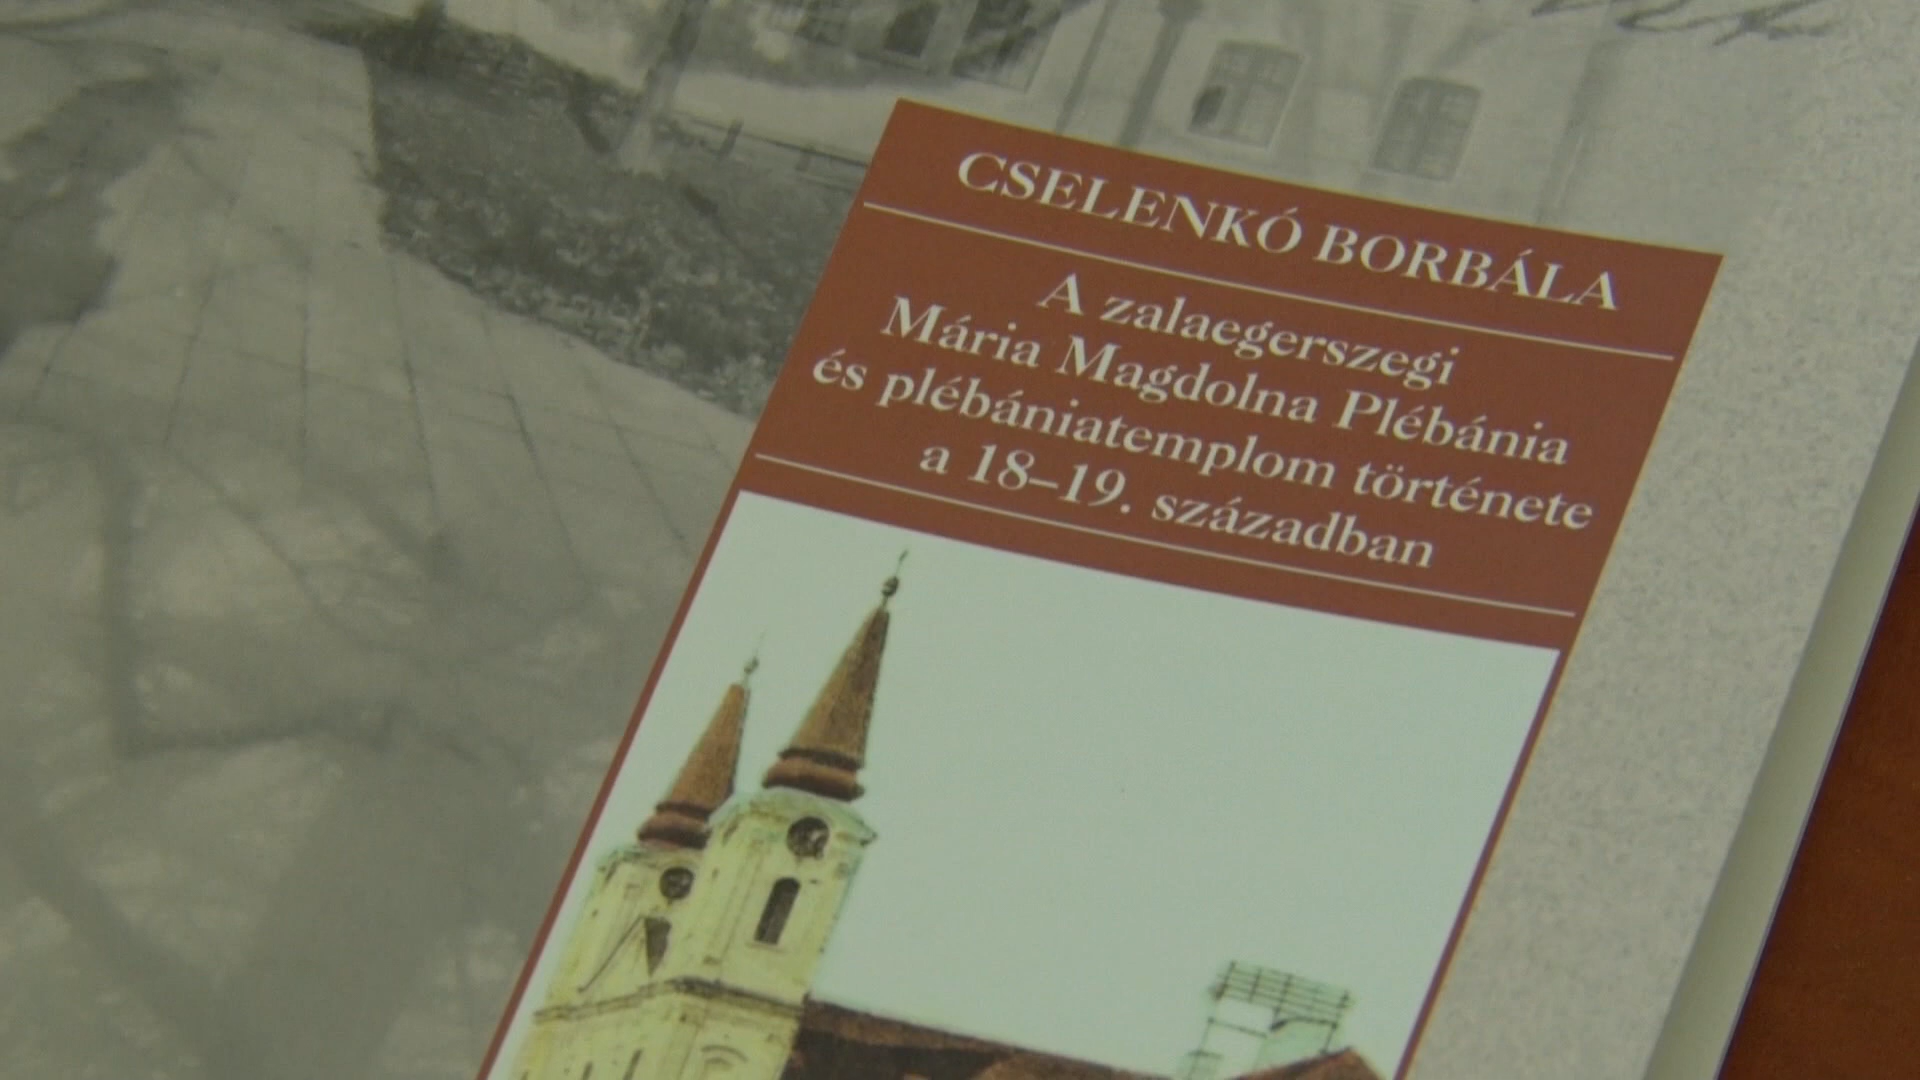 CSELENKÓ BORBÁLA
A zalaegerszegi
Mária Magdolna Plébánia
és plébániatemplom története
a 18–19. században